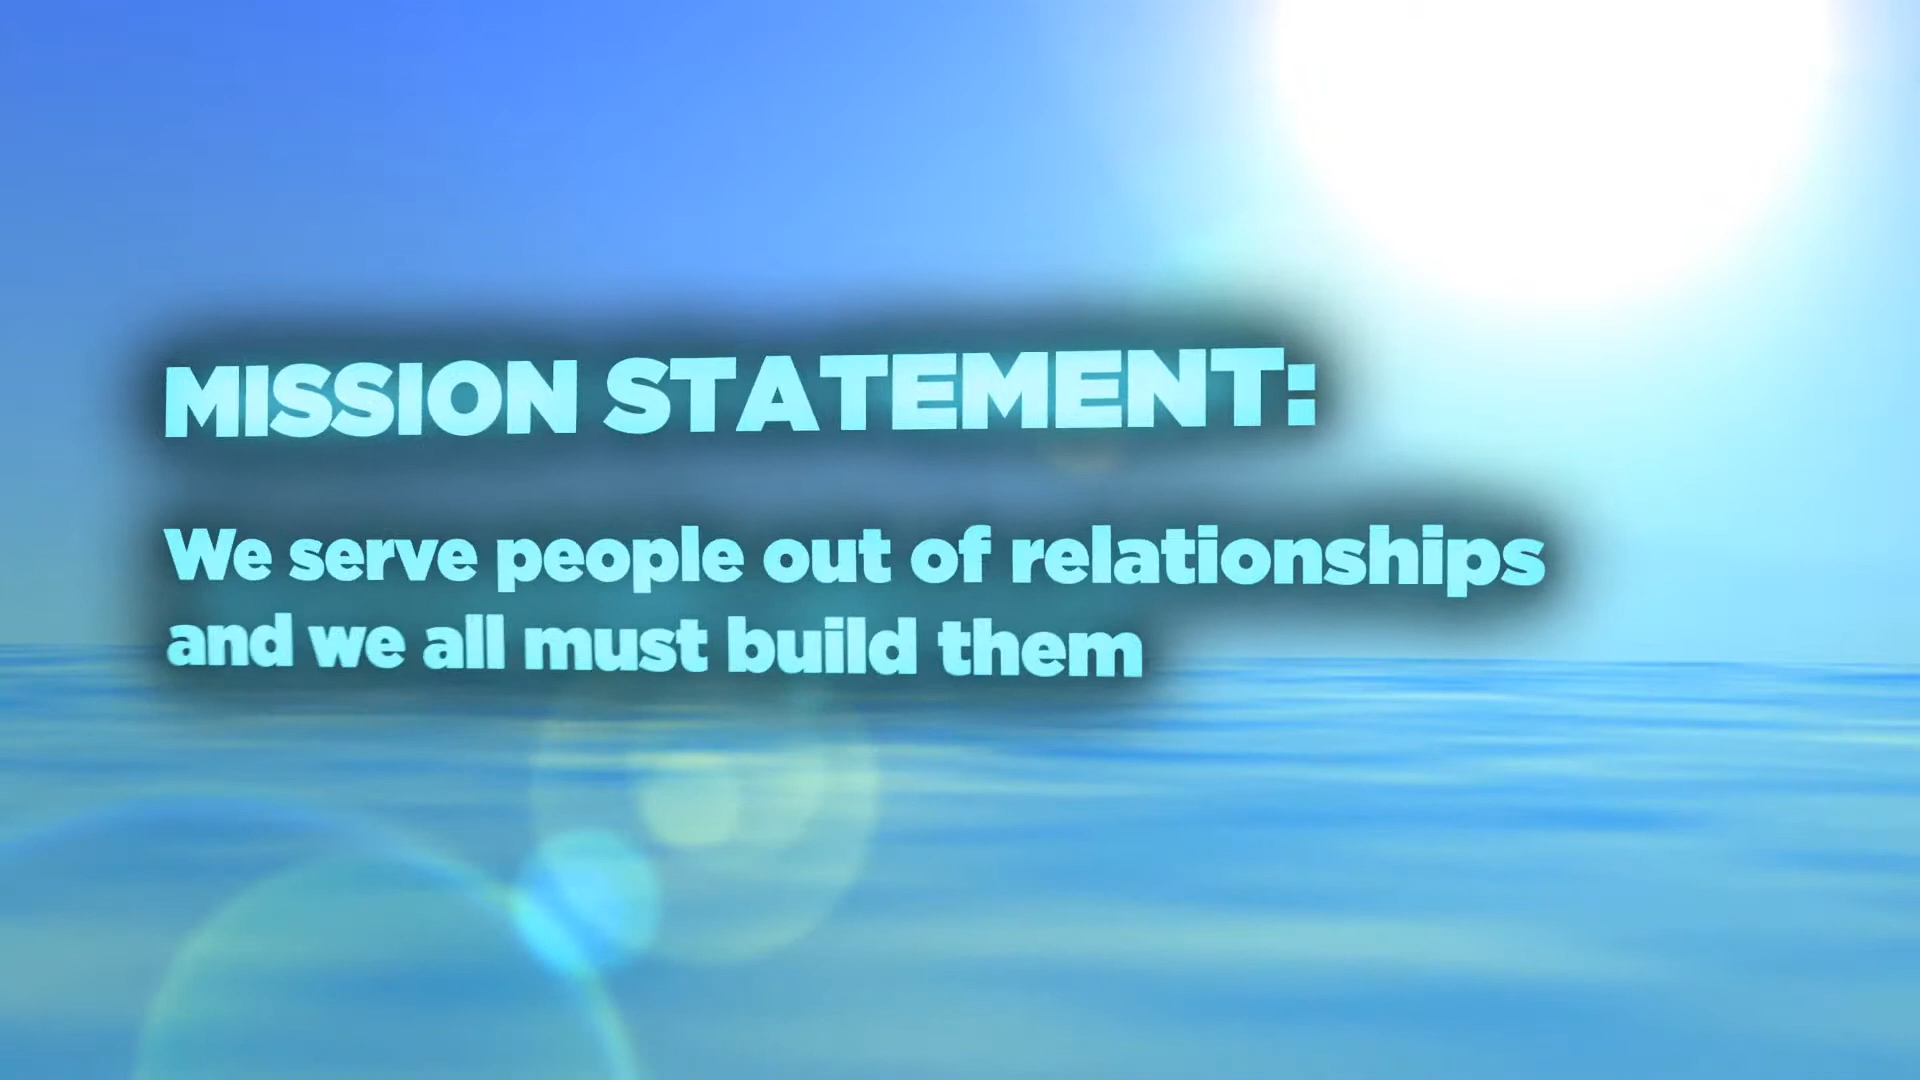 MISSION STATEMENT:
We serve people out of relationships
and we all must build them